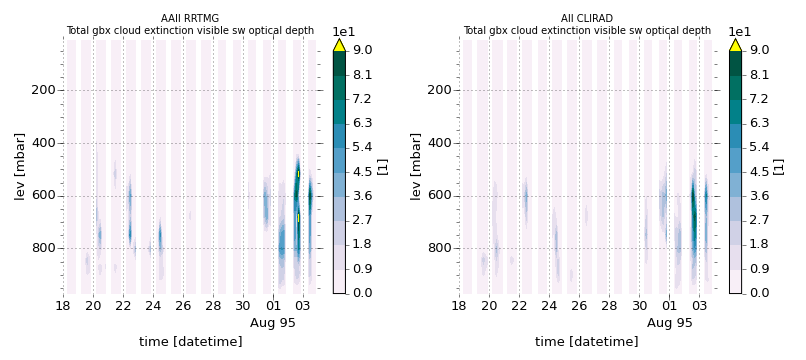 AAII RRTMG
Total gbx cloud extinction visible sw optical depth
1e1
9.0
8.1
7.2
6.3
5.4
4.5
3.6
2.7
1.8
0.9
0.0
[1]
200
400
600
800
lev [mbar]
18 20 22 24 26 28 30 01 03
Aug 95
time [datetime]
AII CLIRAD
Total gbx cloud extinction visible sw optical depth
1e1
9.0
8.1
7.2
6.3
5.4
4.5
3.6
2.7
1.8
0.9
0.0
[1]
200
400
600
800
lev [mbar]
18 20 22 24 26 28 30 01 03
Aug 95
time [datetime]